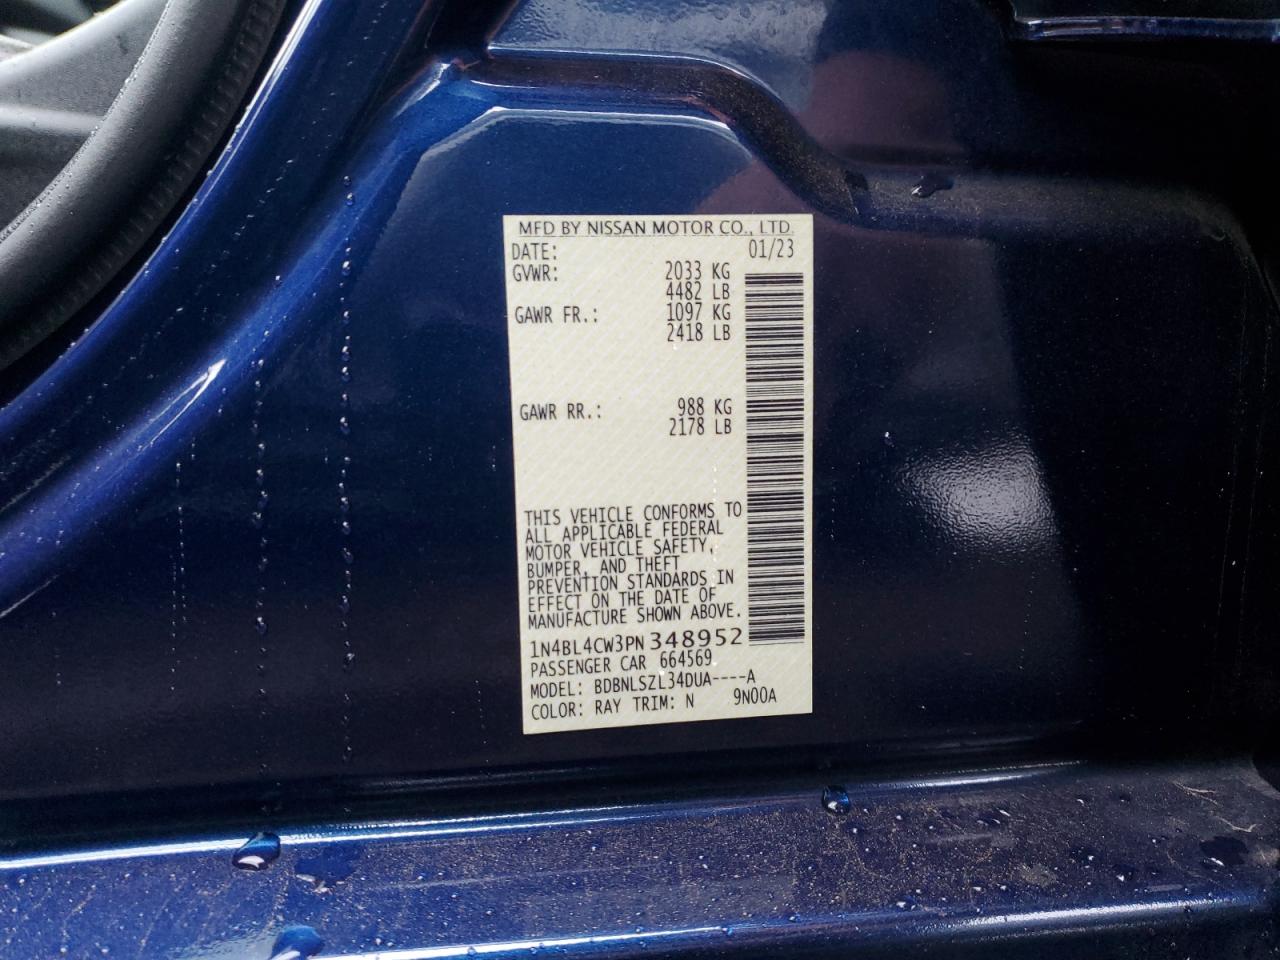 MFD BY NISSAN MOTOR CO., LTD.
DATE: 01/23
GVWR: 2033 KG
4482 LB
GAWR FR.: 1097 KG
2418 LB
GAWR RR.: 988 KG
2178 LB
THIS VEHICLE CONFORMS TO
ALL APPLICABLE FEDERAL
MOTOR VEHICLE SAFETY,
BUMPER, AND THEFT
PREVENTION STANDARDS IN
EFFECT ON THE DATE OF
MANUFACTURE SHOWN ABOVE.
1N4BL4CW3PN348952
PASSENGER CAR 664569
MODEL: BDBNLSZL34DUA----A
COLOR: RAY TRIM: N 9N00A